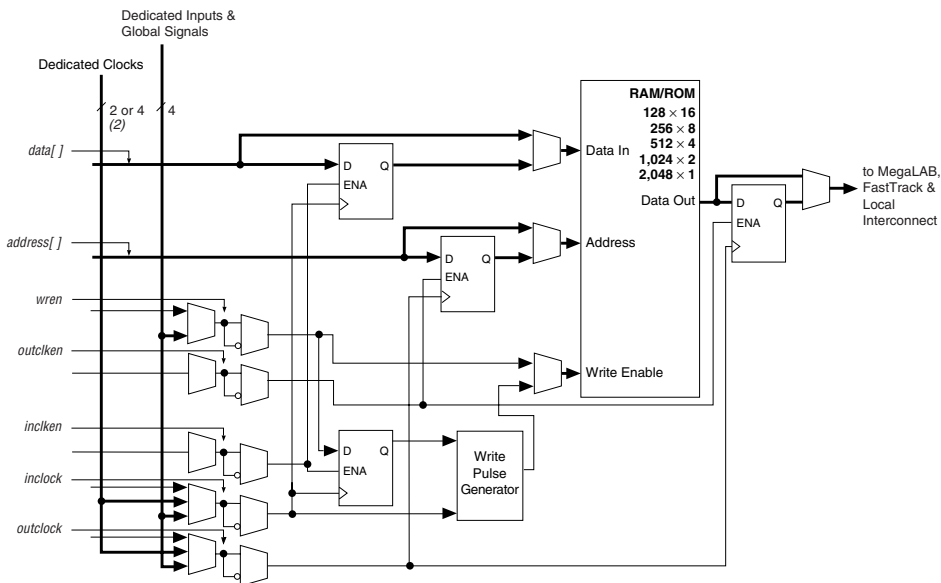 Dedicated Inputs &
Global Signals
Dedicated Clocks
2 or 4
(2)
4
data[ ]
address[ ]
wren
outclken
inclken
inclock
outclock
D
Q
ENA
D
Q
ENA
D
Q
ENA
Write
Pulse
Generator
RAM/ROM
128 × 16
256 × 8
512 × 4
1,024 × 2
2,048 × 1
Data In
Data Out
Address
Write Enable
D
Q
ENA
to MegaLAB,
FastTrack &
Local
Interconnect